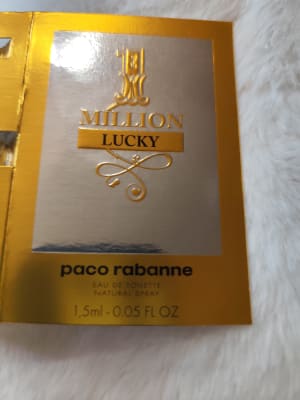 1
MILLION
LUCKY
paco rabanne
EAU DE TOILETTE
NATURAL SPRAY
1,5ml - 0.05 FL OZ